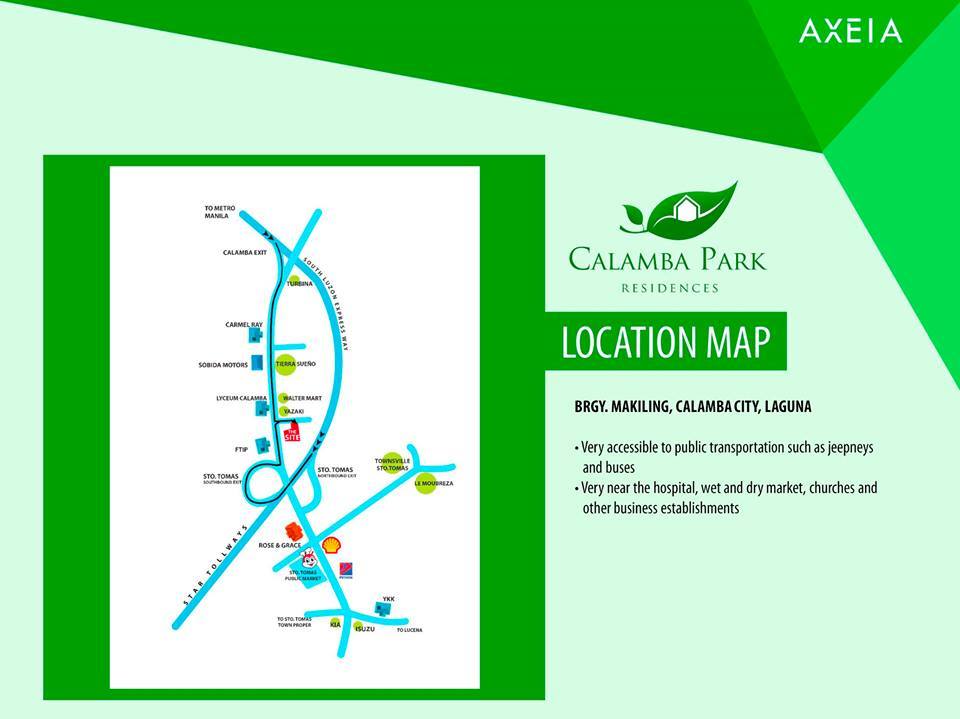 AXEIA
TO METRO
MANILA
CALAMBA EXIT
SOUTH LUZON EXPRESS WAY
TURBINA
CARMEL RAY
SOBIDA MOTORS
TIERRA SUEÑO
LYCEUM CALAMBA
WALTER MART
YAZAKI
THE
SITE
FTIP
STO. TOMAS
SOUTHBOUND EXIT
STO. TOMAS
NORTHBOUND EXIT
TOWNSVILLE
STO.TOMAS
LE MOUBREZA
STAR TOLLWAYS
ROSE & GRACE
STO. TOMAS
PUBLIC MARKET
PETRON
YKK
TO STO. TOMAS
TOWN PROPER
KIA
ISUZU
TO LUCENA
CALAMBA PARK
RESIDENCES
LOCATION MAP
BRGY. MAKILING, CALAMBA CITY, LAGUNA
• Very accessible to public transportation such as jeepneys
and buses
• Very near the hospital, wet and dry market, churches and
other business establishments